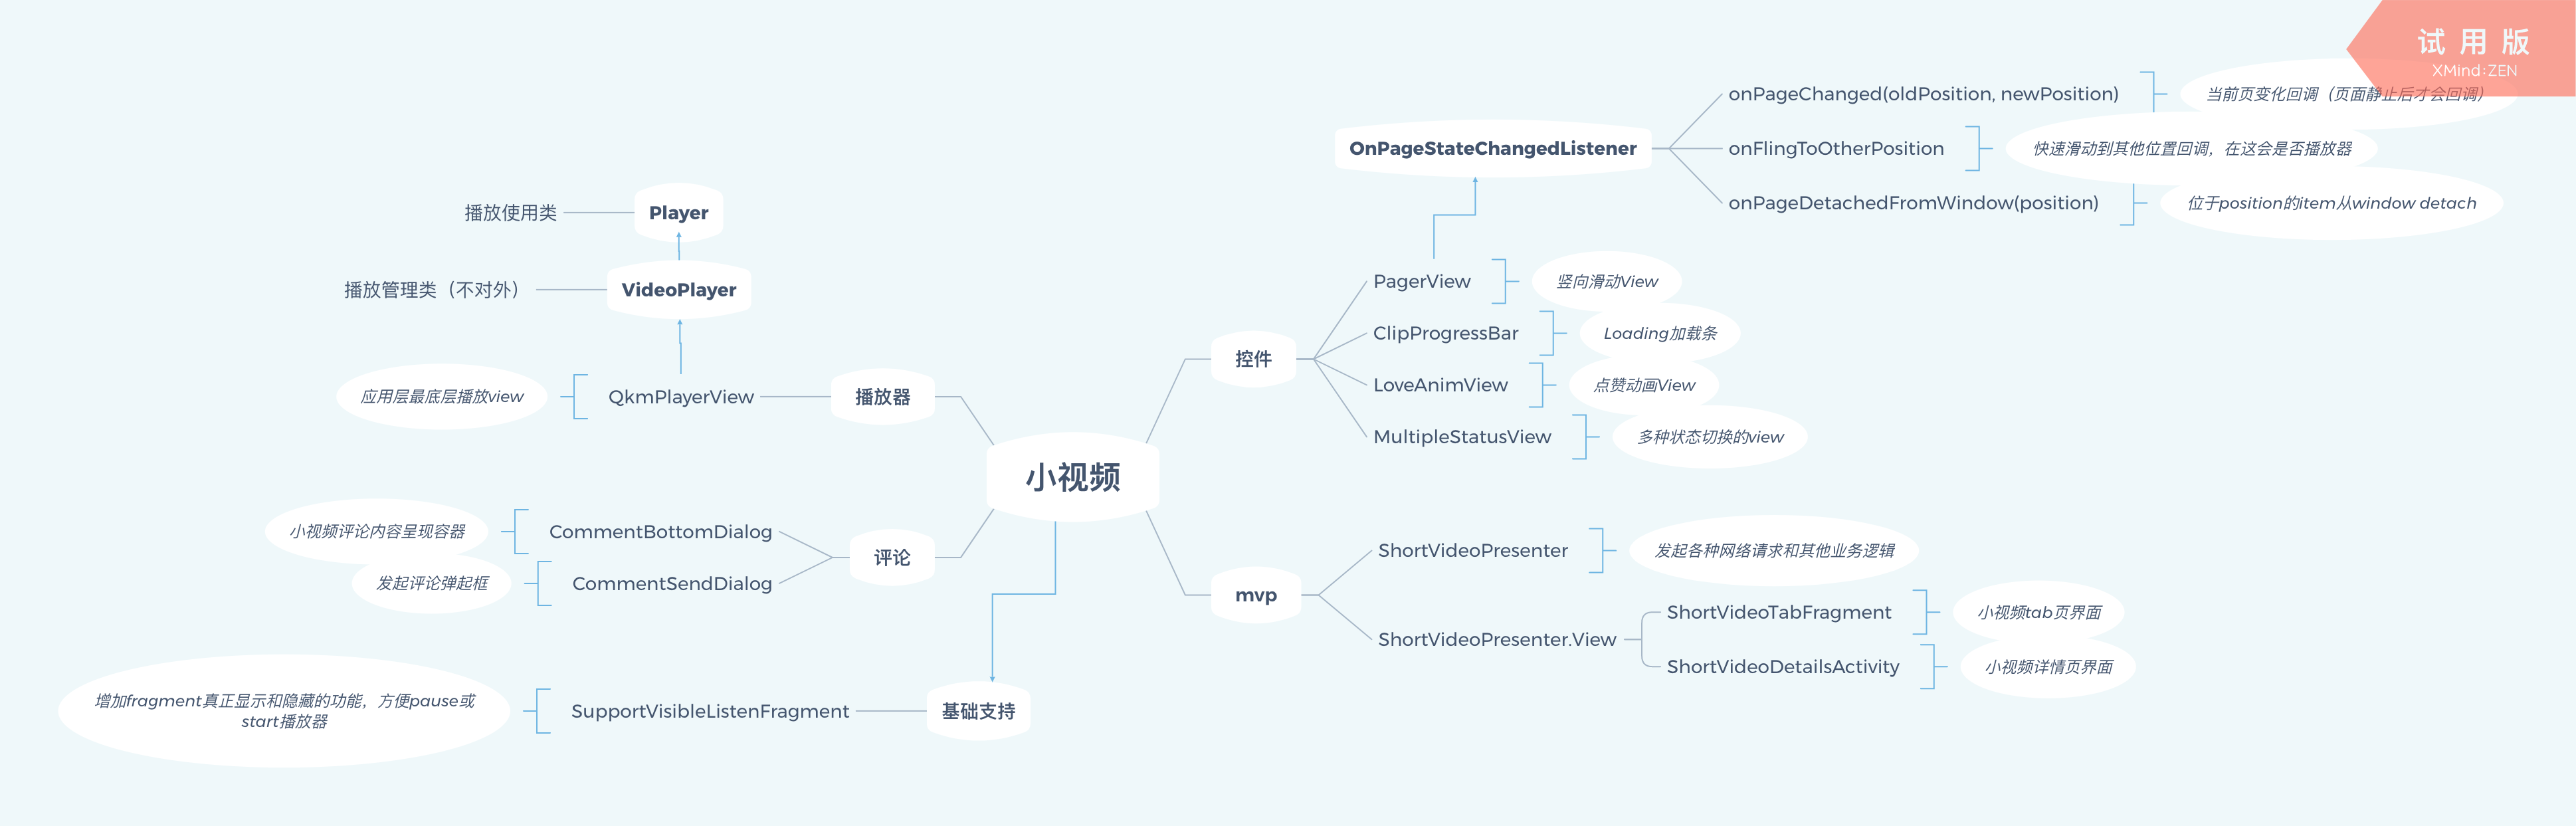 试用版
XMind:ZEN
小视频
控件
PagerView
竖向滑动View
ClipProgressBar
Loading加载条
LoveAnimView
点赞动画View
MultipleStatusView
多种状态切换的view
OnPageStateChangedListener
onPageChanged(oldPosition, newPosition)
当前页变化回调（页面静止后才会回调）
onFlingToOtherPosition
快速滑动到其他位置回调，在这会是否播放器
onPageDetachedFromWindow(position)
位于position的item从window detach
mvp
ShortVideoPresenter
发起各种网络请求和其他业务逻辑
ShortVideoPresenter.View
ShortVideoTabFragment
小视频tab页界面
ShortVideoDetailsActivity
小视频详情页界面
Player
播放使用类
VideoPlayer
播放管理类（不对外）
播放器
QkmPlayerView
应用层最底层播放view
评论
CommentBottomDialog
小视频评论内容呈现容器
CommentSendDialog
发起评论弹起框
基础支持
SupportVisibleListenFragment
增加fragment真正显示和隐藏的功能，方便pause或
start播放器